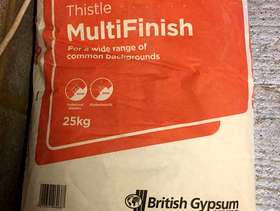 Thistle
MultiFinish
For a wide range of
common backgrounds
25kg
British Gypsum